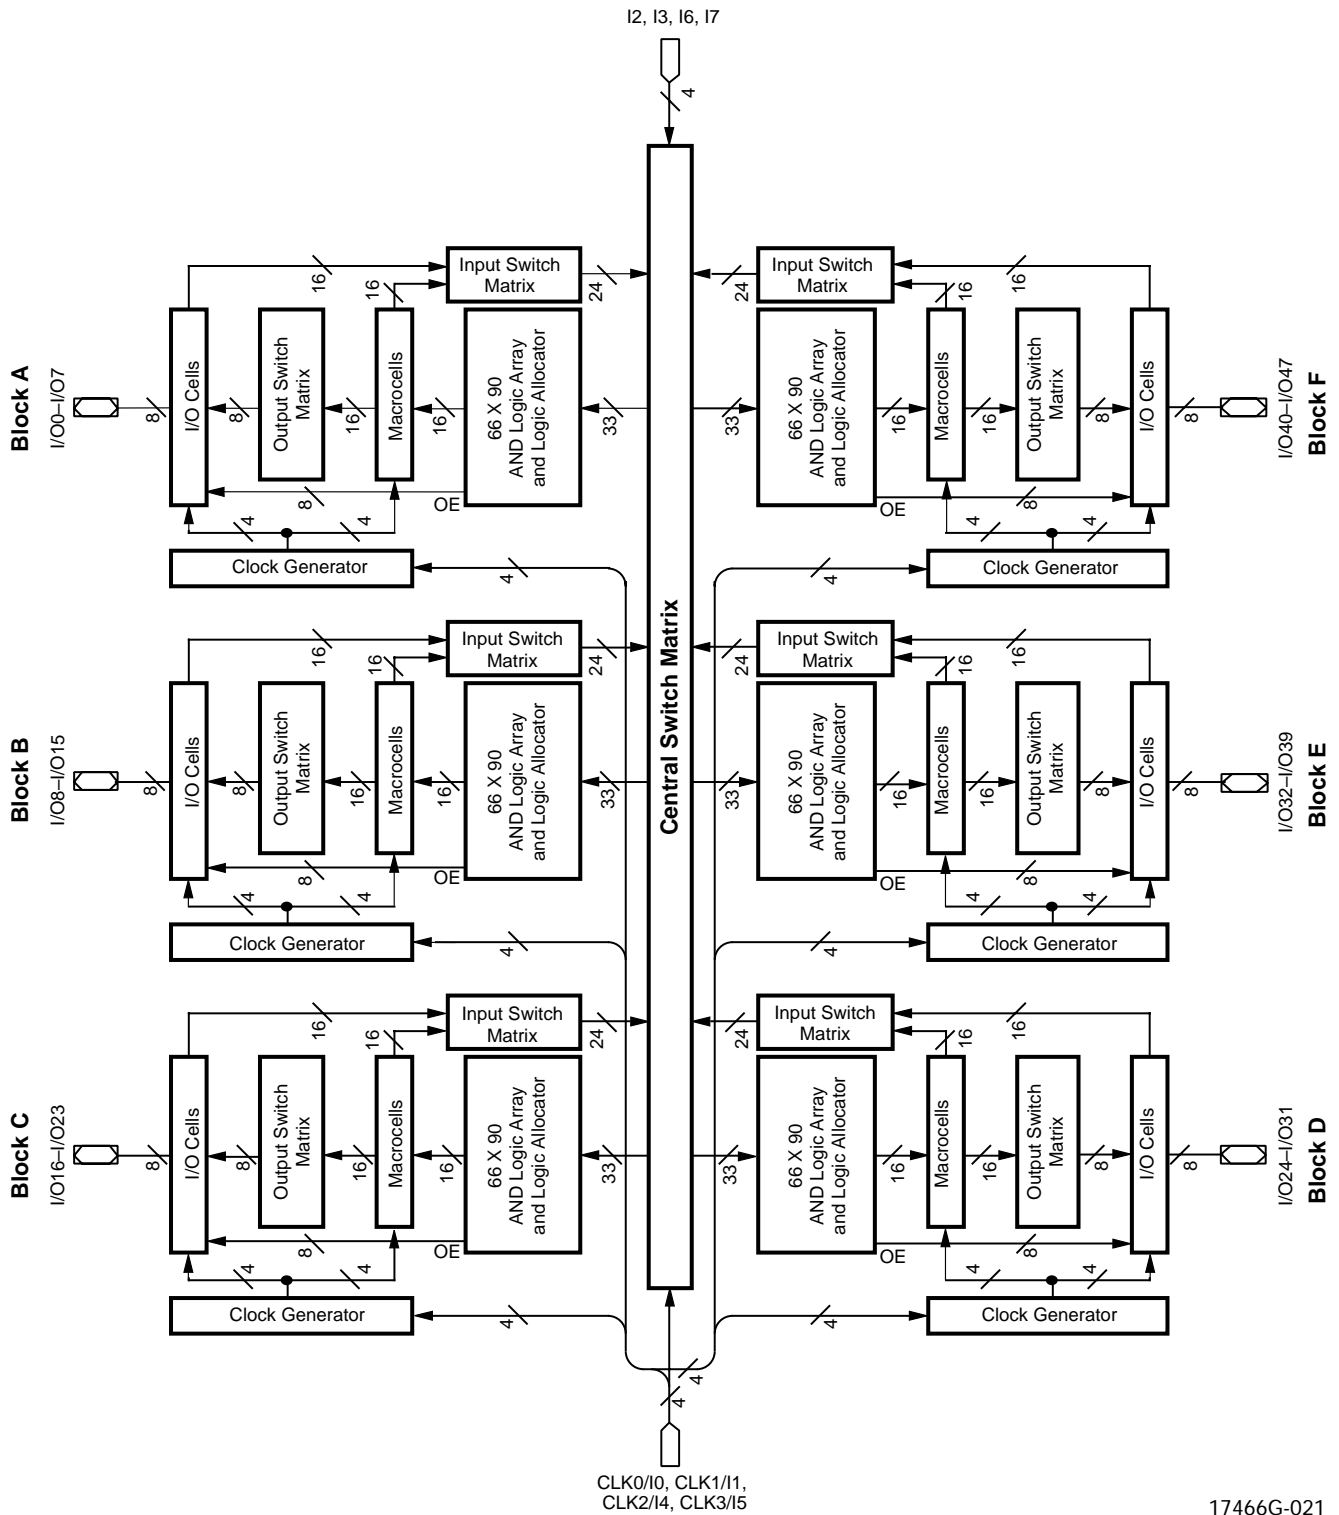 I2, I3, I6, I7
4
Central Switch Matrix
Block A
I/O0–I/O7
8
I/O Cells
8
Output Switch
Matrix
16
Macrocells
16
66 X 90
AND Logic Array
and Logic Allocator
33
16
16
Input Switch
Matrix
24
OE
8
4
4
Clock Generator
4
Block F
I/O40–I/O47
8
I/O Cells
8
Output Switch
Matrix
16
Macrocells
16
66 X 90
AND Logic Array
and Logic Allocator
33
16
16
Input Switch
Matrix
24
OE
8
4
4
Clock Generator
4
Block B
I/O8–I/O15
8
I/O Cells
8
Output Switch
Matrix
16
Macrocells
16
66 X 90
AND Logic Array
and Logic Allocator
33
16
16
Input Switch
Matrix
24
OE
8
4
4
Clock Generator
4
Block E
I/O32–I/O39
8
I/O Cells
8
Output Switch
Matrix
16
Macrocells
16
66 X 90
AND Logic Array
and Logic Allocator
33
16
16
Input Switch
Matrix
24
OE
8
4
4
Clock Generator
4
Block C
I/O16–I/O23
8
I/O Cells
8
Output Switch
Matrix
16
Macrocells
16
66 X 90
AND Logic Array
and Logic Allocator
33
16
16
Input Switch
Matrix
24
OE
8
4
4
Clock Generator
4
Block D
I/O24–I/O31
8
I/O Cells
8
Output Switch
Matrix
16
Macrocells
16
66 X 90
AND Logic Array
and Logic Allocator
33
16
16
Input Switch
Matrix
24
OE
8
4
4
Clock Generator
4
4
4
CLK0/I0, CLK1/I1,
CLK2/I4, CLK3/I5
17466G-021